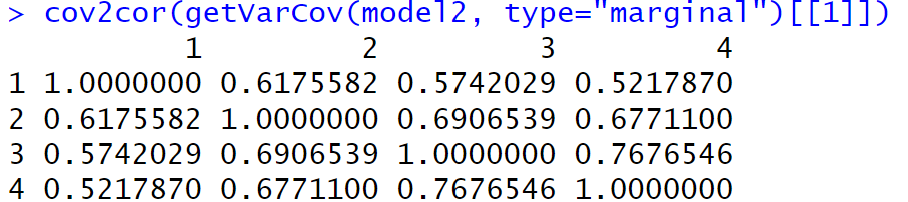 > cov2cor(getVarCov(model2, type="marginal")[[1]])
          1         2         3         4
1 1.0000000 0.6175582 0.5742029 0.5217870
2 0.6175582 1.0000000 0.6906539 0.6771100
3 0.5742029 0.6906539 1.0000000 0.7676546
4 0.5217870 0.6771100 0.7676546 1.0000000